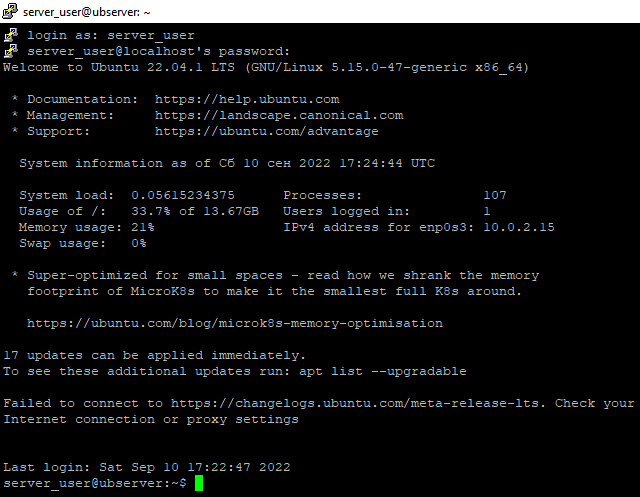 server_user@ubserver: ~
login as: server_user
server_user@localhost's password:
Welcome to Ubuntu 22.04.1 LTS (GNU/Linux 5.15.0-47-generic x86_64)
* Documentation:  https://help.ubuntu.com
* Management:     https://landscape.canonical.com
* Support:        https://ubuntu.com/advantage
System information as of Сб 10 сен 2022 17:24:44 UTC
System load:  0.05615234375      Processes:               107
Usage of /:   33.7% of 13.67GB   Users logged in:         1
Memory usage: 21%                IPv4 address for enp0s3: 10.0.2.15
Swap usage:   0%
* Super-optimized for small spaces - read how we shrank the memory
footprint of MicroK8s to make it the smallest full K8s around.
https://ubuntu.com/blog/microk8s-memory-optimisation
17 updates can be applied immediately.
To see these additional updates run: apt list --upgradable
Failed to connect to https://changelogs.ubuntu.com/meta-release-lts. Check your
Internet connection or proxy settings
Last login: Sat Sep 10 17:22:47 2022
server_user@ubserver:~$